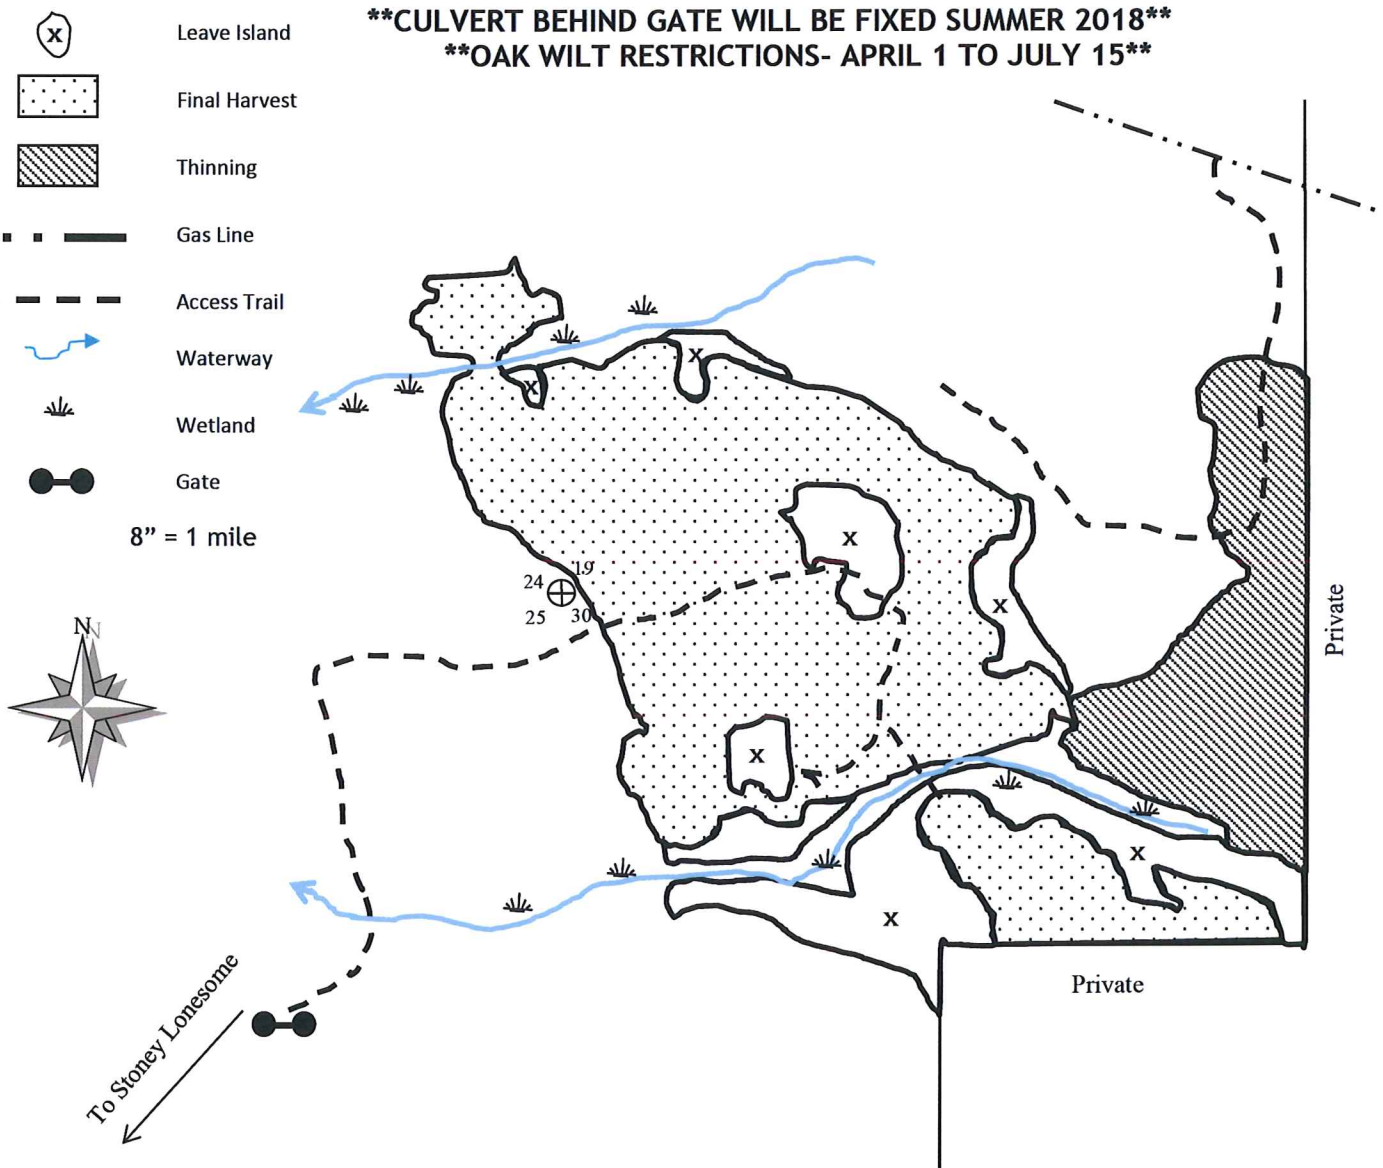 **CULVERT BEHIND GATE WILL BE FIXED SUMMER 2018**
**OAK WILT RESTRICTIONS- APRIL 1 TO JULY 15**
X
Leave Island
Final Harvest
Thinning
Gas Line
Access Trail
Waterway
Wetland
Gate
8” = 1 mile
N
X
X
X
X
X
X
X
24 19
25 30
Private
Private
To Stoney Lonesome